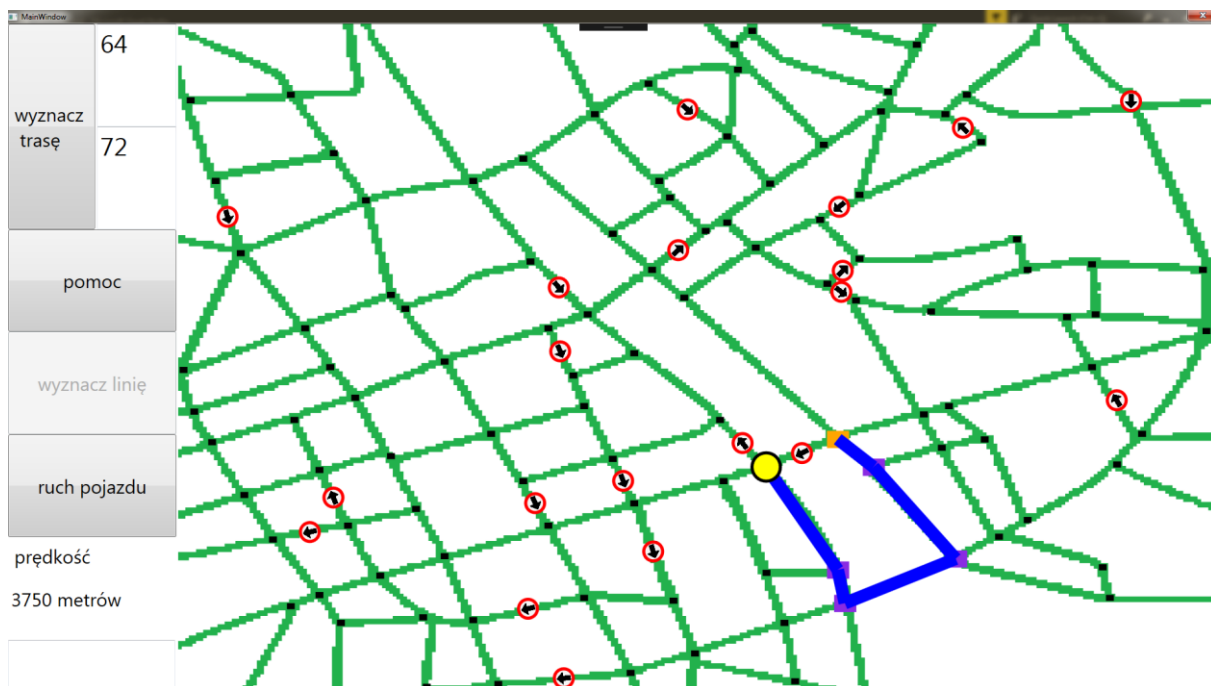 MainWindow
64
wyznacz
trasę
72
pomoc
wyznacz linię
ruch pojazdu
prędkość
3750 metrów